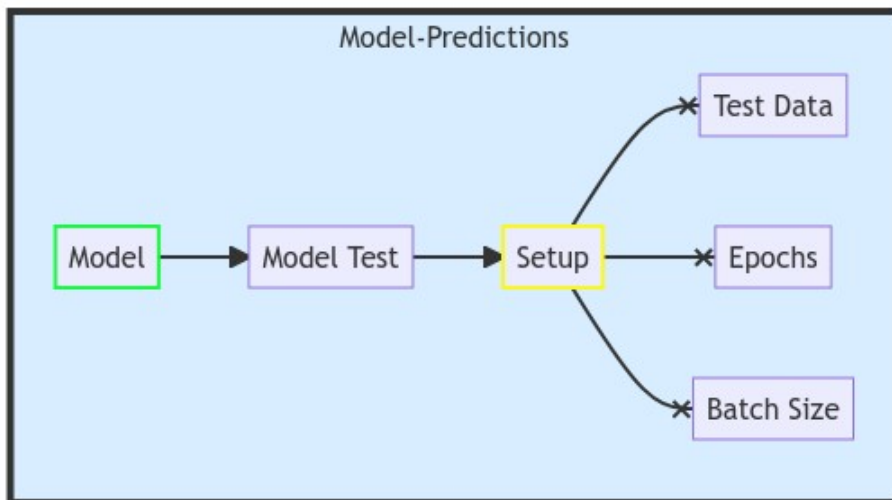 Model-Predictions
Test Data
Model
Model Test
Setup
Epochs
Batch Size